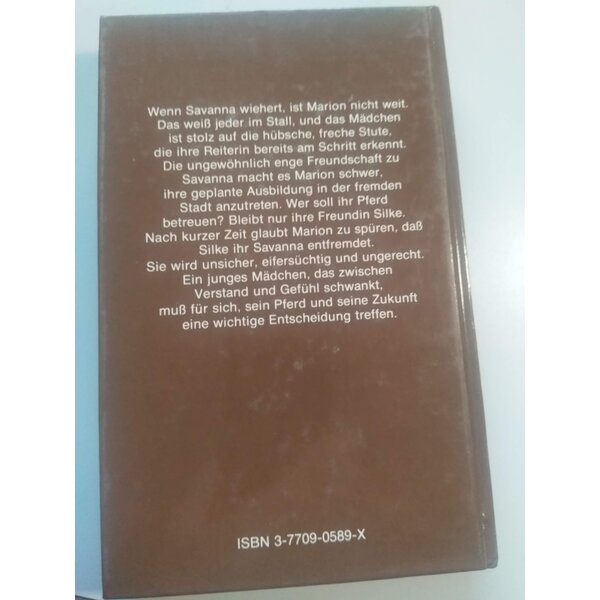 Wenn Savanna wiehert, ist Marion nicht weit.
Das weiß jeder im Stall, und das Mädchen
ist stolz auf die hübsche, freche Stute,
die ihre Reiterin bereits am Schritt erkennt.
Die ungewöhnlich enge Freundschaft zu
Savanna macht es Marion schwer,
ihre geplante Ausbildung in der fremden
Stadt anzutreten. Wer soll ihr Pferd
betreuen? Bleibt nur ihre Freundin Silke.
Nach kurzer Zeit glaubt Marion zu spüren, daß
Silke ihr Savanna entfremdet.
Sie wird unsicher, eifersüchtig und ungerecht.
Ein junges Mädchen, das zwischen
Verstand und Gefühl schwankt,
muß für sich, sein Pferd und seine Zukunft
eine wichtige Entscheidung treffen.
ISBN 3-7709-0589-X